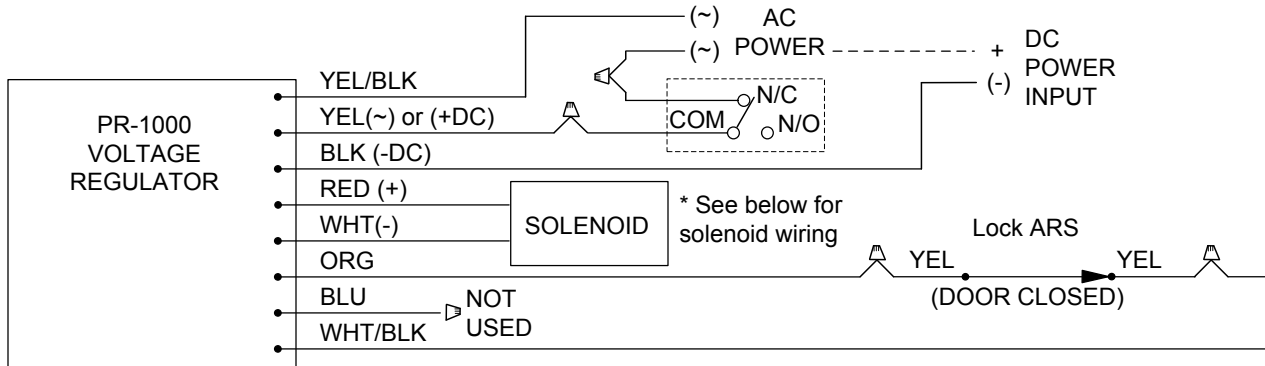 (~) AC
(~) POWER + DC
(-) POWER
INPUT
YEL/BLK
N/C
YEL(~) or (+DC)
COM
N/O
PR-1000
VOLTAGE
REGULATOR
BLK (-DC)
RED (+)
SOLENOID
* See below for
solenoid wiring
WHT(-)
Lock ARS
ORG
YEL
YEL
(DOOR CLOSED)
BLU
NOT
USED
WHT/BLK